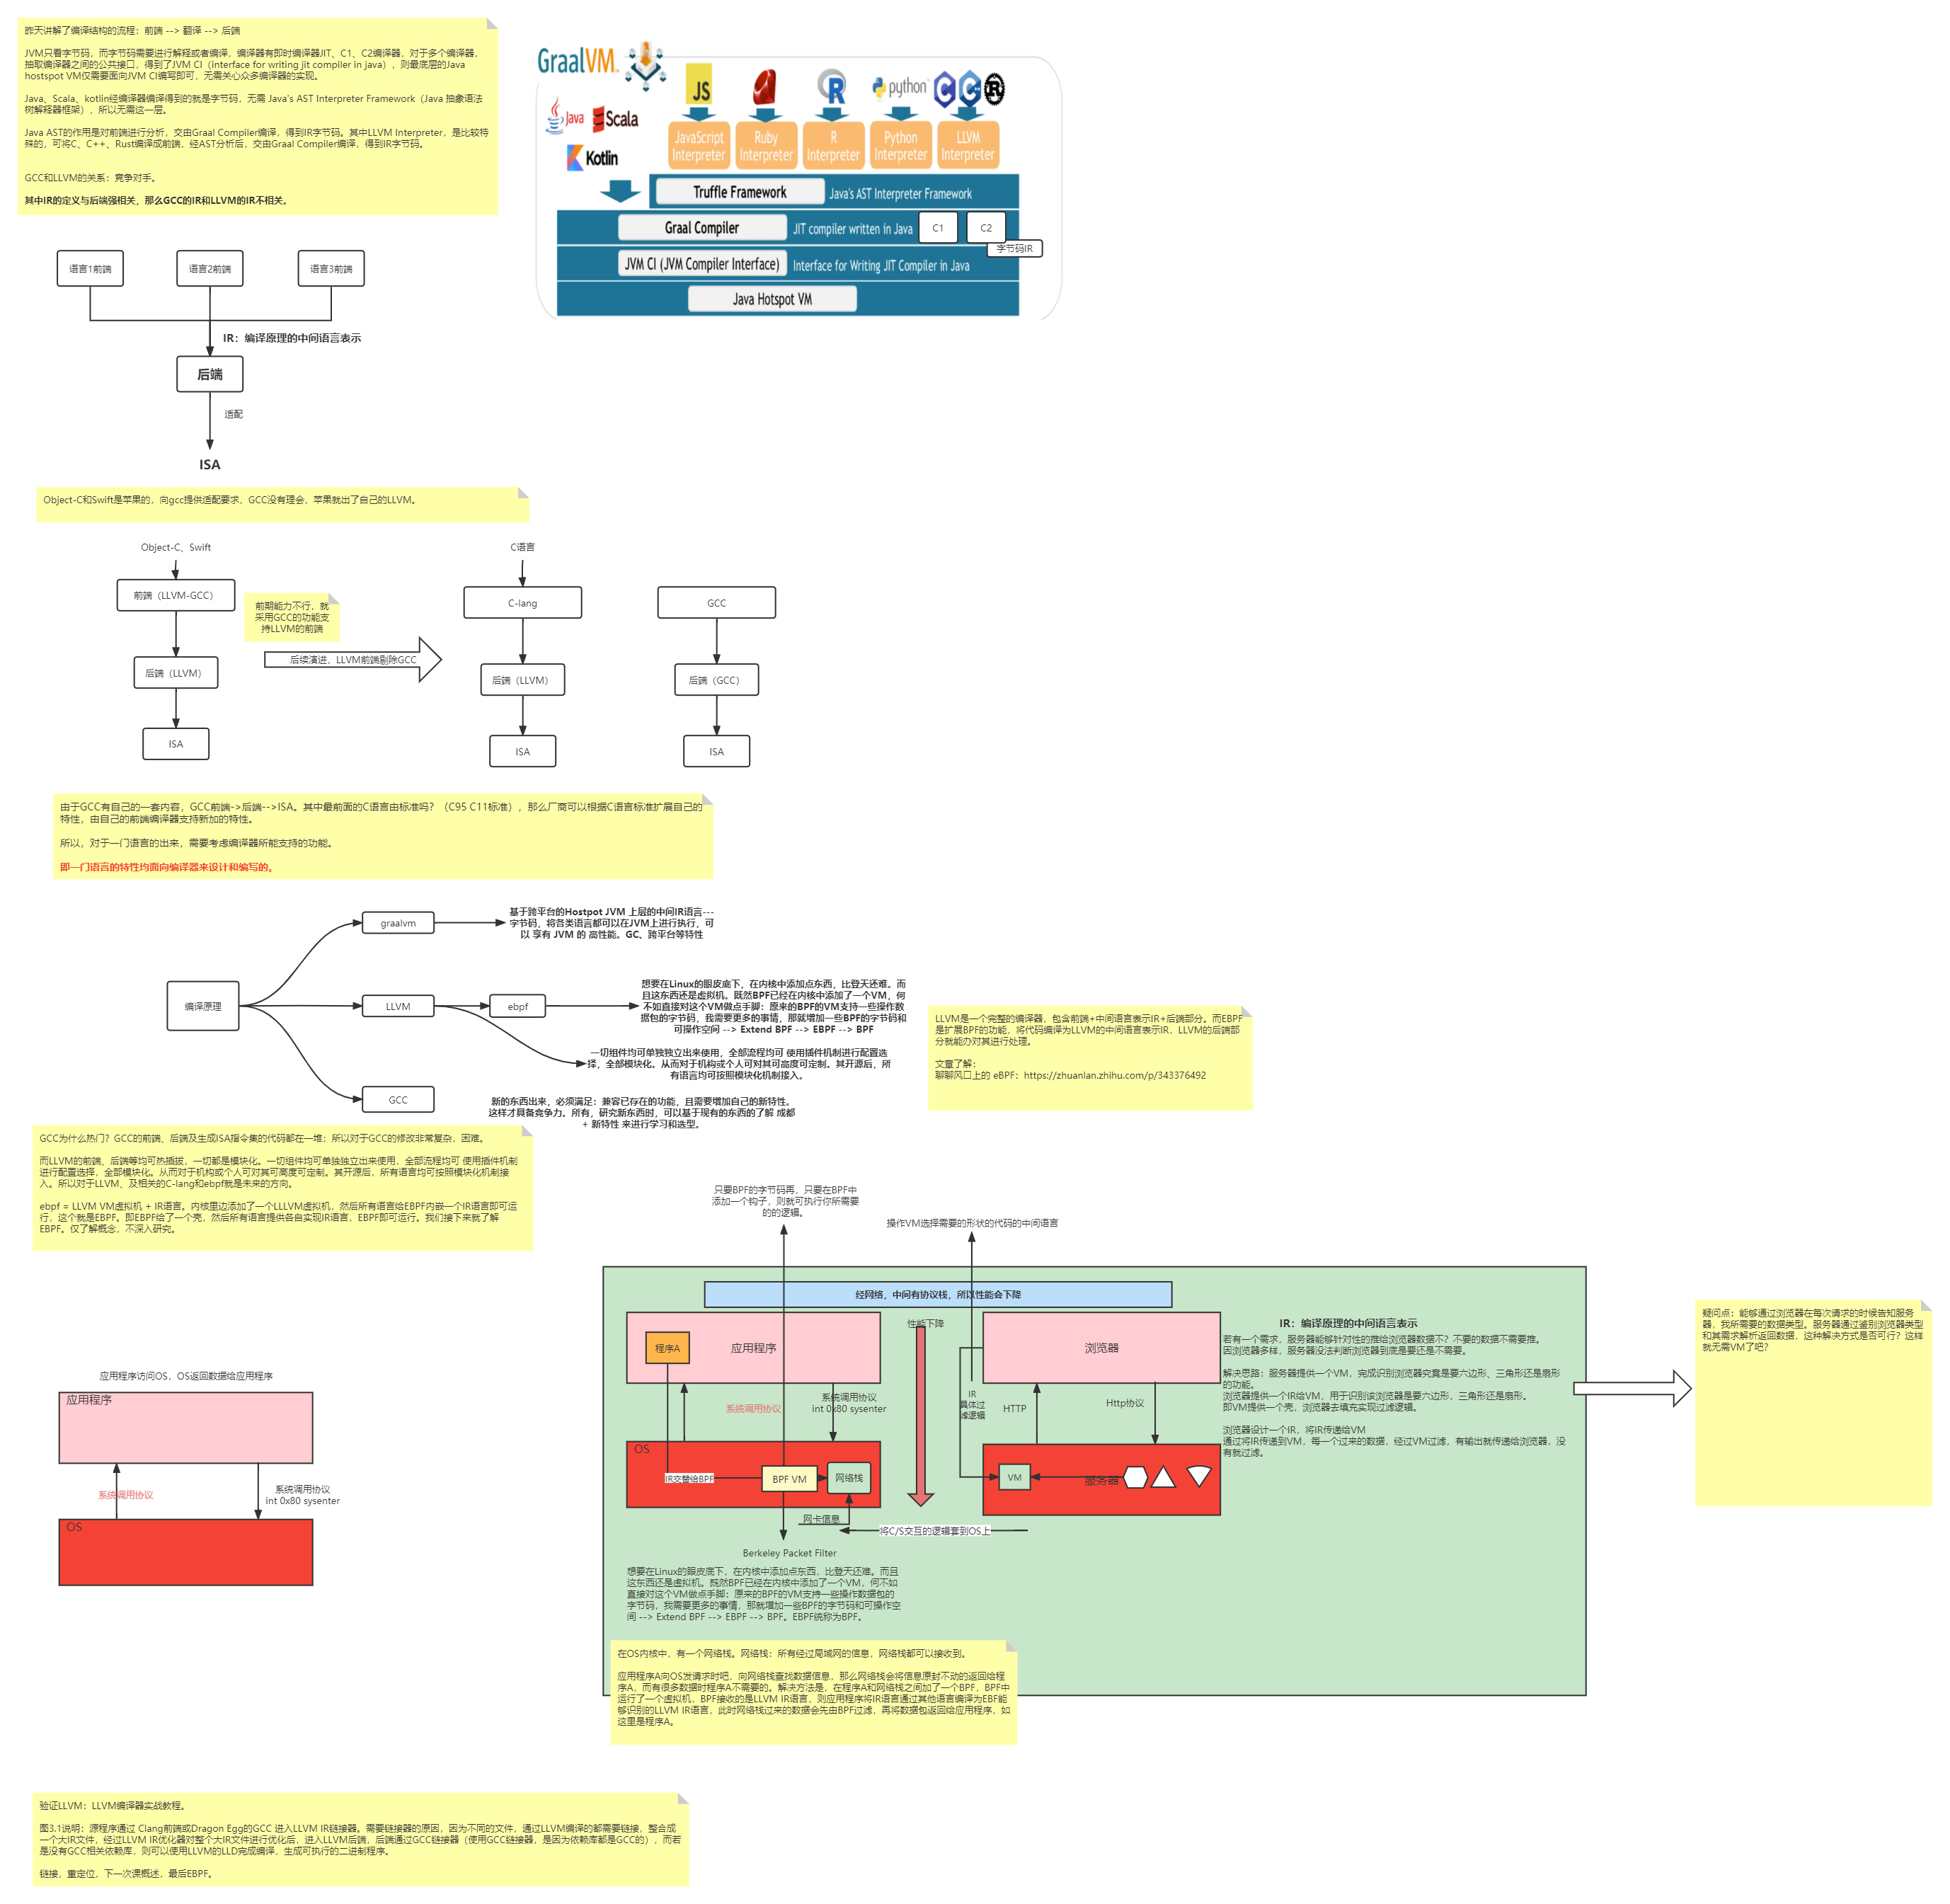 昨天讲解了编译结构的流程：前端 --> 翻译 --> 后端
JVM只看字节码，而字节码需要进行解释或者编译，编译器有即时编译器JIT、C1、C2编译器，对于多个编译器，
抽取编译器之间的公共接口，得到了JVM CI（interface for writing jit compiler in java），则最底层的Java
hostspot VM仅需要面向JVM CI编写即可，无需关心众多编译器的实现。
Java、Scala、kotlin经编译器编译得到的就是字节码，无需 Java's AST Interpreter Framework（Java 抽象语法
树解释器框架），所以无需这一层。
Java AST的作用是对前端进行分析，交由Graal Compiler编译，得到IR字节码。其中LLVM Interpreter，是比较特
殊的，可将C、C++、Rust编译成前端，经AST分析后，交由Graal Compiler编译，得到IR字节码。
GCC和LLVM的关系：竞争对手。
其中IR的定义与后端强相关，那么GCC的IR和LLVM的IR不相关。
GraalVM
JS
R
python
C
C++
R
Java
Scala
Kotlin
JavaScript
Interpreter
Ruby
Interpreter
R
Interpreter
Python
Interpreter
LLVM
Interpreter
Truffle Framework
Java's AST Interpreter Framework
Graal Compiler
JIT compiler written in Java
C1
C2
字节码IR
JVM CI (JVM Compiler Interface)
Interface for Writing JIT Compiler in Java
Java Hotspot VM
语言1前端
语言2前端
语言3前端
IR：编译原理的中间语言表示
后端
适配
ISA
Object-C和Swift是苹果的，向gcc提供适配要求，GCC没有理会，苹果就出了自己的LLVM。
Object-C、Swift
前端（LLVM-GCC）
后端（LLVM）
ISA
前期能力不行，就
采用GCC的功能支
持LLVM的前端
后续演进，LLVM前端剔除GCC
C语言
C-lang
后端（LLVM）
ISA
GCC
后端（GCC）
ISA
由于GCC有自己的一套内容，GCC前端->后端-->ISA。其中最前面的C语言由标准吗？（C95 C11标准），那么厂商可以根据C语言标准扩展自己的
特性，由自己的前端编译器支持新加的特性。
所以，对于一门语言的出来，需要考虑编译器所能支持的功能。
即一门语言的特性均面向编译器来设计和编写的。
编译原理
graalvm
基于跨平台的Hostpot JVM 上层的中间IR语言---
字节码，将各类语言都可以在JVM上进行执行，可
以 享有 JVM 的 高性能。GC、跨平台等特性
LLVM
ebpf
想要在Linux的眼皮底下，在内核中添加点东西，比登天还难。而
且这东西还是虚拟机。既然BPF已经在内核中添加了一个VM，何
不如直接对这个VM做点手脚：原来的BPF的VM支持一些操作数
据包的字节码，我需要更多的事情，那就增加一些BPF的字节码和
可操作空间 --> Extend BPF --> EBPF --> BPF
一切组件均可单独独立出来使用，全部流程均可 使用插件机制进行配置选
择，全部模块化。从而对于机构或个人可对其可高度可定制。其开源后，所
有语言均可按照模块化机制接入。
GCC
新的东西出来，必须满足：兼容已存在的功能，且需要增加自己的新特性。
这样才具备竞争力。所有，研究新东西时，可以基于现有的东西的了解 成都
+ 新特性 来进行学习和选型。
LLVM是一个完整的编译器，包含前端+中间语言表示IR+后端部分。而EBPF
是扩展BPF的功能，将代码编译为LLVM的中间语言表示IR，LLVM的后端部
分就能办对其进行处理。
文章了解：
聊聊风口上的 eBPF：https://zhuanlan.zhihu.com/p/343376492
GCC为什么热门？GCC的前端、后端及生成ISA指令集的代码都在一堆；所以对于GCC的修改非常复杂，困难。
而LLVM的前端、后端等均可热插拔，一切都是模块化。一切组件均可单独独立出来使用，全部流程均可 使用插件机制
进行配置选择，全部模块化。从而对于机构或个人可对其可高度可定制。其开源后，所有语言均可按照模块化机制接
入。所以对于LLVM、及相关的C-lang和ebpf就是未来的方向。
ebpf = LLVM VM虚拟机 + IR语言。内核里边添加了一个LLLVM虚拟机，然后所有语言给EBPF内嵌一个IR语言即可运
行，这个就是EBPF。即EBPF给了一个壳，然后所有语言提供各自实现IR语言，EBPF即可运行。我们接下来就了解
EBPF。仅了解概念，不深入研究。
只要BPF的字节码再，只要在BPF中
添加一个钩子，则就可执行你所需要
的的逻辑。
操作VM选择需要的形状的代码的中间语言
经网络，中间有协议栈，所以性能会下降
程序A
应用程序
性能下降
浏览器
系统调用协议
系统调用协议
int 0x80 sysenter
IR
具体过
滤逻辑
HTTP
Http协议
OS
IR交替给BPF
BPF VM
网络栈
网卡信息
VM
服务器
将C/S交互的逻辑套到OS上
Berkeley Packet Filter
想要在Linux的眼皮底下，在内核中添加点东西，比登天还难。而且
这东西还是虚拟机。既然BPF已经在内核中添加了一个VM，何不如
直接对这个VM做点手脚：原来的BPF的VM支持一些操作数据包的
字节码，我需要更多的事情，那就增加一些BPF的字节码和可操作空
间 --> Extend BPF --> EBPF --> BPF。EBPF统称为BPF。
IR：编译原理的中间语言表示
若有一个需求，服务器能够针对性的推给浏览器数据不？不要的数据不需要推。
因浏览器多样，服务器没法判断浏览器到底是要还是不需要。
解决思路：服务器提供一个VM，完成识别浏览器究竟是要六边形、三角形还是扇形
的功能。
浏览器提供一个IR给VM，用于识别该浏览器是要六边形，三角形还是扇形。
即VM提供一个壳，浏览器去填充实现过滤逻辑。
浏览器设计一个IR，将IR传递给VM
通过将IR传递到VM，每一个过来的数据，经过VM过滤，有输出就传递给浏览器，没
有就过滤。
疑问点：能够通过浏览器在每次请求的时候告知服务
器，我所需要的数据类型。服务器通过鉴别浏览器类型
和其需求解析返回数据，这种解决方式是否可行？这样
就无需VM了吧？
应用程序访问OS，OS返回数据给应用程序
应用程序
系统调用协议
系统调用协议
int 0x80 sysenter
OS
在OS内核中，有一个网络栈。网络栈：所有经过局域网的信息，网络栈都可以接收到。
应用程序A向OS发请求时吧，向网络栈查找数据信息，那么网络栈会将信息原封不动的返回给程
序A，而有很多数据时程序A不需要的。解决方法是，在程序A和网络栈之间加了一个BPF，BPF中
运行了一个虚拟机，BPF接收的是LLVM IR语言，则应用程序将IR语言通过其他语言编译为EBF能
够识别的LLVM IR语言，此时网络栈过来的数据会先由BPF过滤，再将数据包返回给应用程序，如
这里是程序A。
验证LLVM：LLVM编译器实战教程。
图3.1说明：源程序通过 Clang前端或Dragon Egg的GCC 进入LLVM IR链接器。需要链接器的原因，因为不同的文件，通过LLVM编译的都需要链接，整合成
一个大IR文件，经过LLVM IR优化器对整个大IR文件进行优化后，进入LLVM后端，后端通过GCC链接器（使用GCC链接器，是因为依赖库都是GCC的），而若
是没有GCC相关依赖库，则可以使用LLVM的LLD完成编译，生成可执行的二进制程序。
链接，重定位，下一次课概述，最后EBPF。